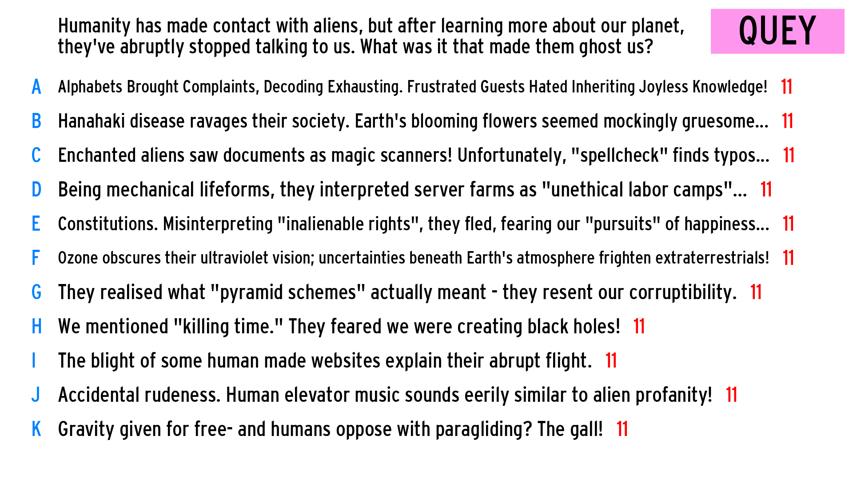 Humanity has made contact with aliens, but after learning more about our planet,
they've abruptly stopped talking to us. What was it that made them ghost us?
QUEY
A Alphabets Brought Complaints, Decoding Exhausting. Frustrated Guests Hated Inheriting Joyless Knowledge! 11
B Hanahaki disease ravages their society. Earth's blooming flowers seemed mockingly gruesome... 11
C Enchanted aliens saw documents as magic scanners! Unfortunately, "spellcheck" finds typos... 11
D Being mechanical lifeforms, they interpreted server farms as "unethical labor camps"... 11
E Constitutions. Misinterpreting "inalienable rights", they fled, fearing our "pursuits" of happiness... 11
F Ozone obscures their ultraviolet vision; uncertainties beneath Earth's atmosphere frighten extraterrestrials! 11
G They realised what "pyramid schemes" actually meant - they resent our corruptibility. 11
H We mentioned "killing time." They feared we were creating black holes! 11
I The blight of some human made websites explain their abrupt flight. 11
J Accidental rudeness. Human elevator music sounds eerily similar to alien profanity! 11
K Gravity given for free- and humans oppose with paragliding? The gall! 11